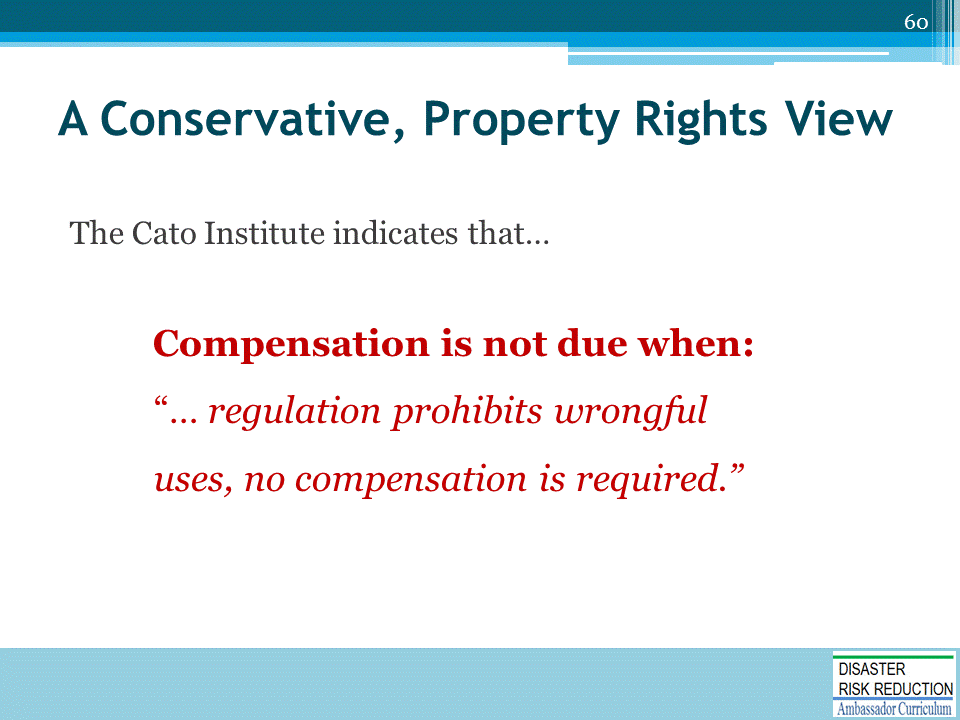 60
A Conservative, Property Rights View
The Cato Institute indicates that…
Compensation is not due when:
“… regulation prohibits wrongful
uses, no compensation is required.”
DISASTER
RISK REDUCTION
Ambassador Curriculum